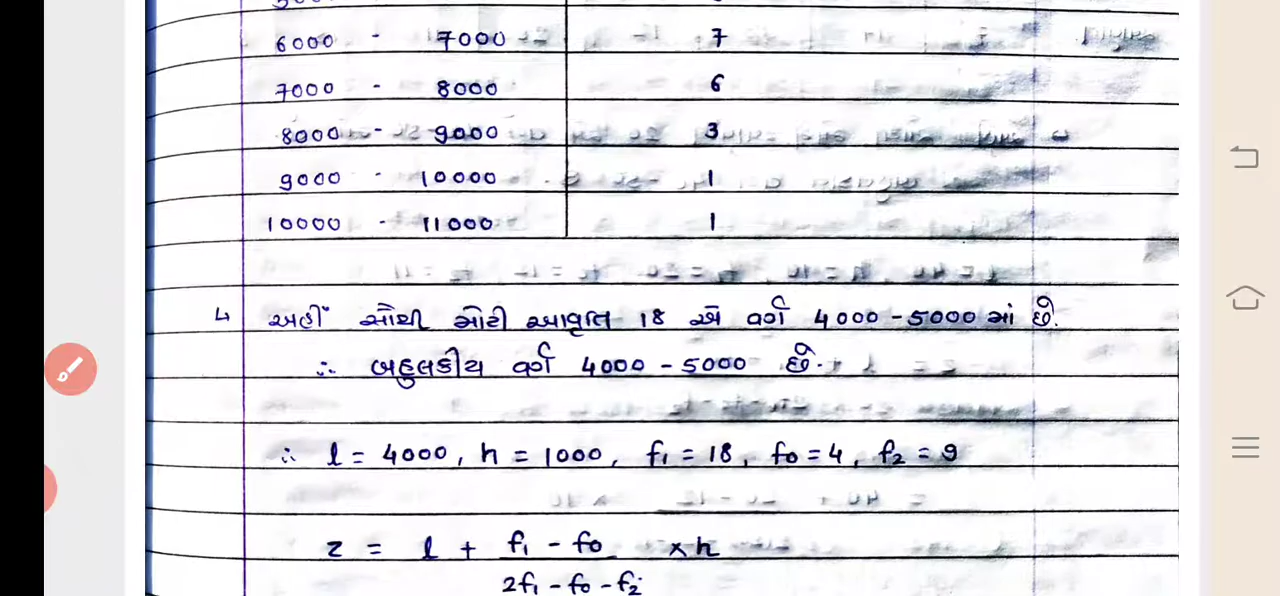 6000 - 7000 7
7000 - 8000 6
8000 - 9000 3
9000 - 10000 1
10000 - 11000 1
↳ અહીં સૌથી મોટી આવૃત્તિ 18 એ વર્ગ 4000 - 5000 માં છે.
∴ બહુલકીય વર્ગ 4000 - 5000 છે.
∴ l = 4000, h = 1000, f₁ = 18, f₀ = 4, f₂ = 9
Z = l + f₁ - f₀ × h
2f₁ - f₀ - f₂